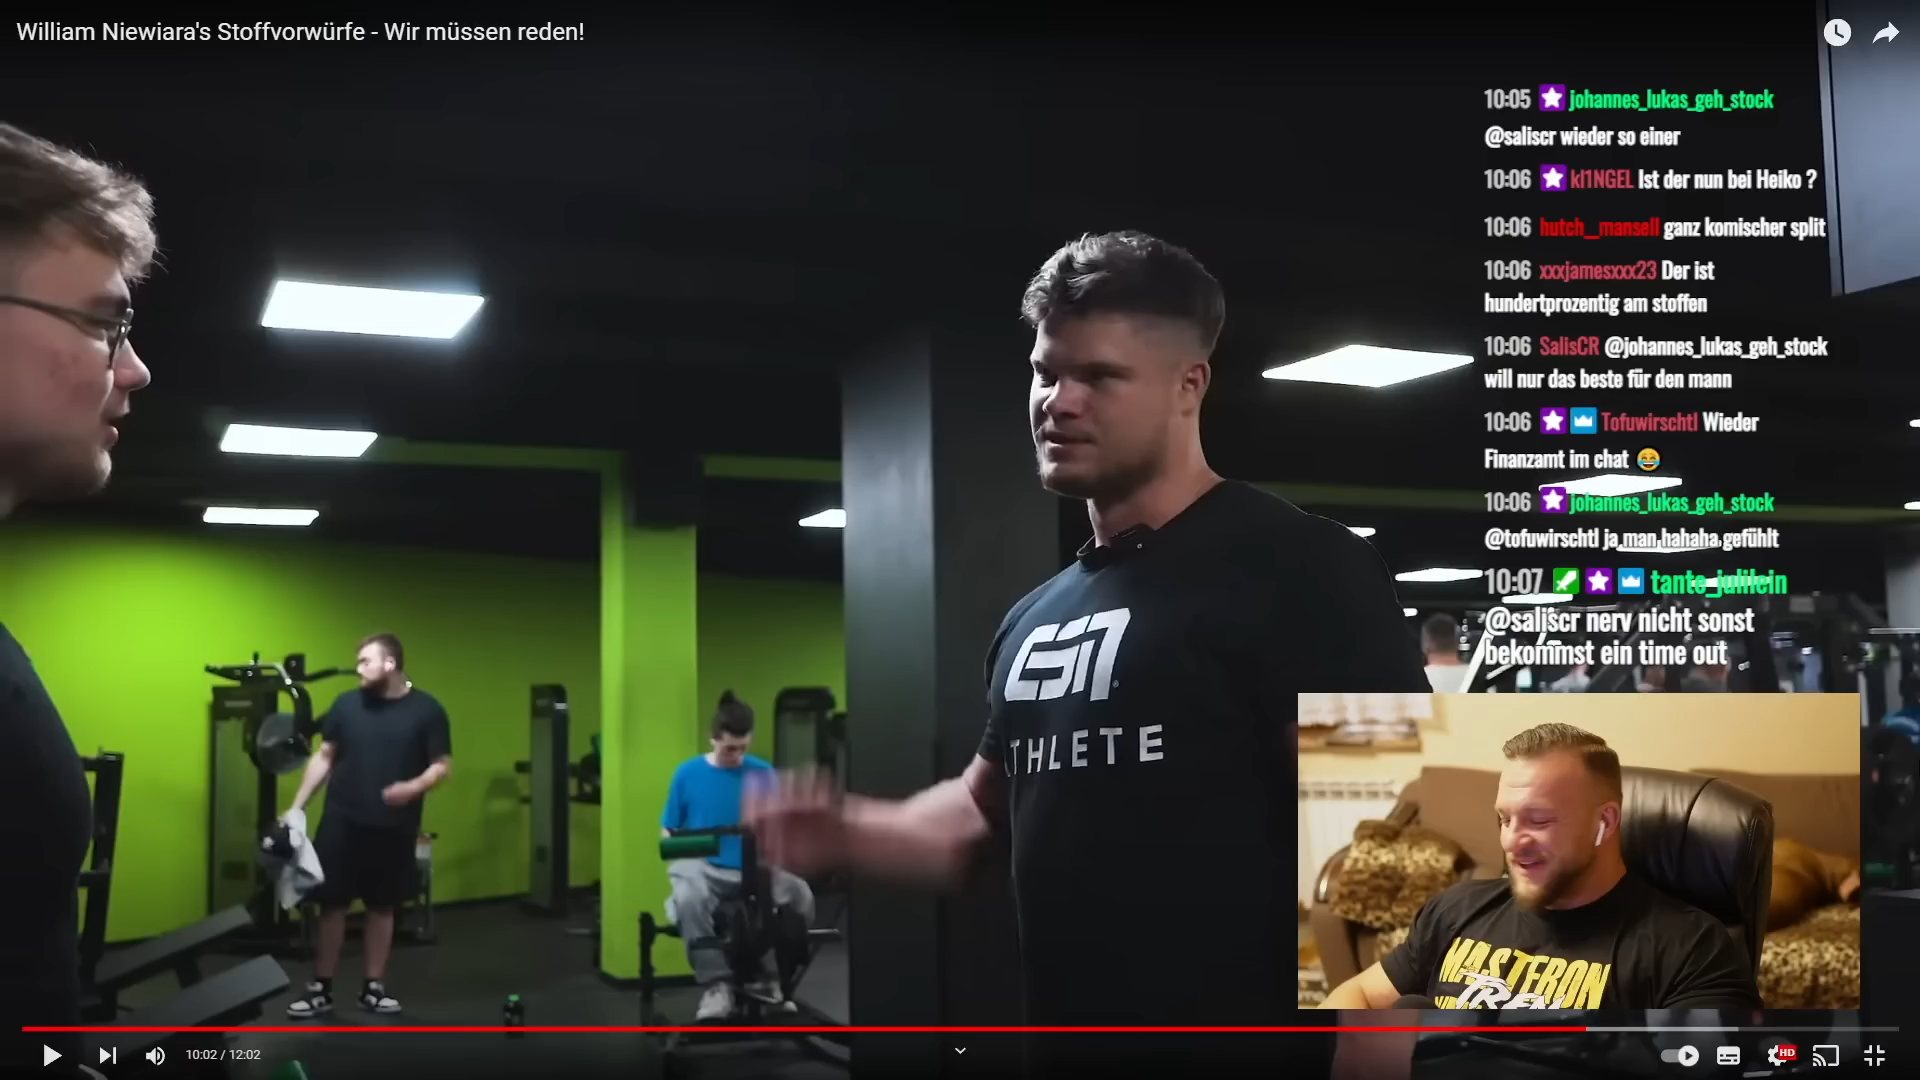 William Niewiara's Stoffvorwürfe - Wir müssen reden!
10:05 johannes_lukas_geh_stock
@saliscr wieder so einer
10:06 kl1NGEL Ist der nun bei Heiko ?
10:06 hutch__mansell ganz komischer split
10:06 xxxjamesxxx23 Der ist
hundertprozentig am stoffen
10:06 SalisCR @johannes_lukas_geh_stock
will nur das beste für den mann
10:06 Tofuwirschtl Wieder
Finanzamt im chat 😂
10:06 johannes_lukas_geh_stock
@tofuwirschtl ja man hahaha gefühlt
10:07 tante_julilein
@saliscr nerv nicht sonst
bekommst ein time out
ESN
THLETE
MASTERON
TREN
10:02 / 12:02
HD